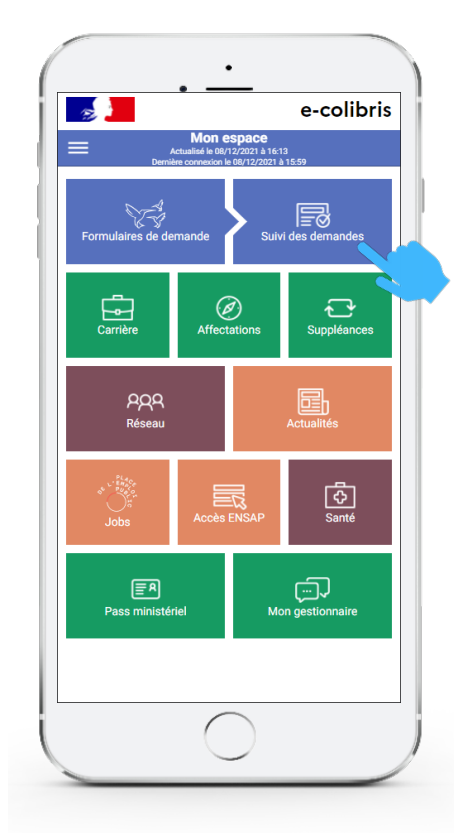 e-colibris
Mon espace
Actualisé le 08/12/2021 à 16:13
Dernière connexion le 08/12/2021 à 15:59
Formulaires de demande
Suivi des demandes
Carrière
Affectations
Suppléances
Réseau
Actualités
PLACE
DE L'EMPLOI
PUBLIC
Jobs
Accès ENSAP
Santé
Pass ministériel
Mon gestionnaire